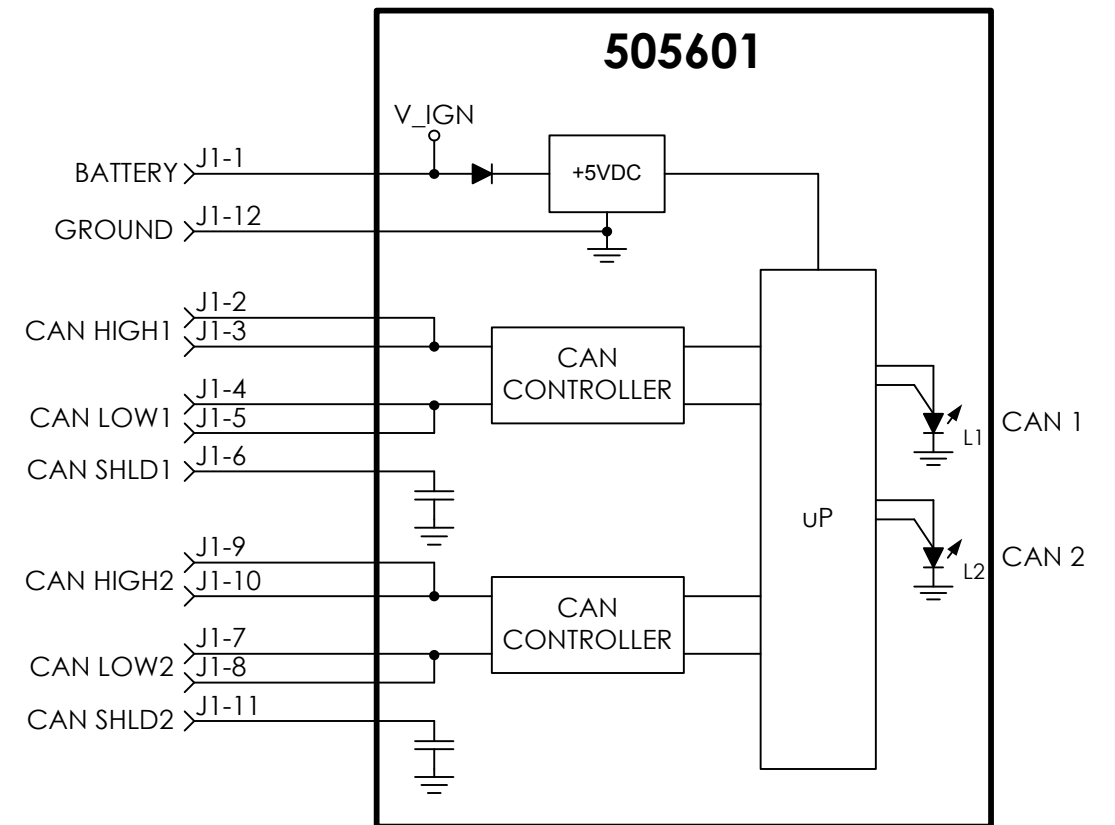 505601
V_IGN
BATTERY J1-1
+5VDC
GROUND J1-12
J1-2
CAN HIGH1 J1-3
CAN
CONTROLLER
J1-4
CAN LOW1 J1-5
CAN SHLD1 J1-6
L1 CAN 1
uP
J1-9
CAN HIGH2 J1-10
L2 CAN 2
CAN
CONTROLLER
J1-7
CAN LOW2 J1-8
CAN SHLD2 J1-11